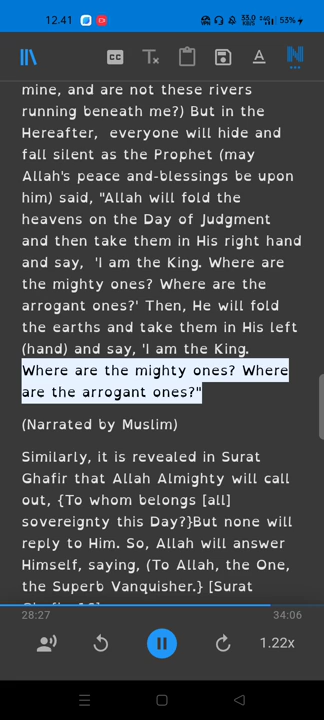 12.41
53%
CC
mine, and are not these rivers
running beneath me?) But in the
Hereafter,  everyone will hide and
fall silent as the Prophet (may
Allah's peace and-blessings be upon
him) said, "Allah will fold the
heavens on the Day of Judgment
and then take them in His right hand
and say,  'I am the King. Where are
the mighty ones? Where are the
arrogant ones?' Then, He will fold
the earths and take them in His left
(hand) and say, 'I am the King.
Where are the mighty ones? Where
are the arrogant ones?"
(Narrated by Muslim)
Similarly, it is revealed in Surat
Ghafir that Allah Almighty will call
out, {To whom belongs [all]
sovereignty this Day?}But none will
reply to Him. So, Allah will answer
Himself, saying, (To Allah, the One,
the Superb Vanquisher.} [Surat
28:27
34:06
1.22x